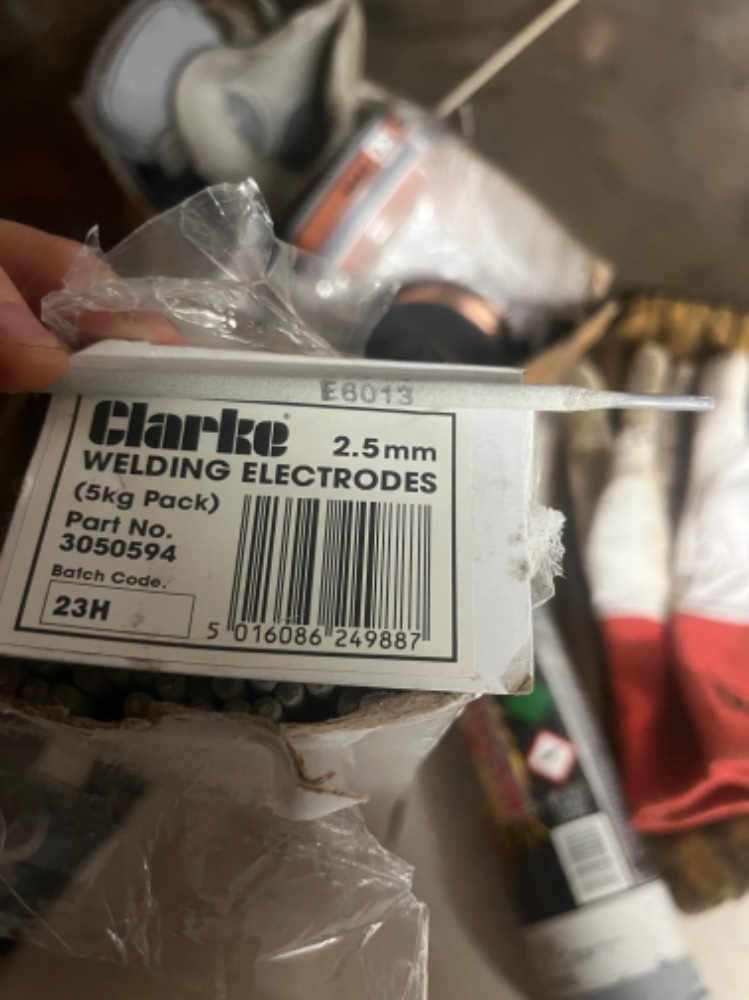 E6013
Clarke 2.5mm
WELDING ELECTRODES
(5kg Pack)
Part No.
3050594
Batch Code.
23H
5 016086 249887